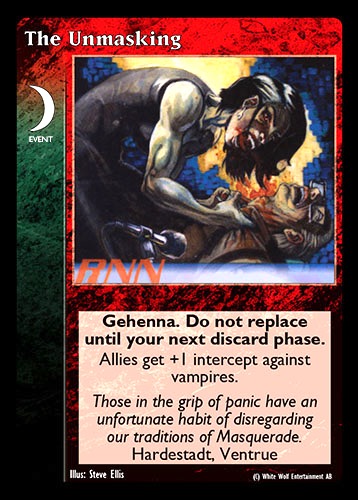 The Unmasking
EVENT
RNN
Gehenna. Do not replace
until your next discard phase.
Allies get +1 intercept against
vampires.
Those in the grip of panic have an
unfortunate habit of disregarding
our traditions of Masquerade.
Hardestadt, Ventrue
Illus: Steve Ellis
(C) White Wolf Entertainment AB